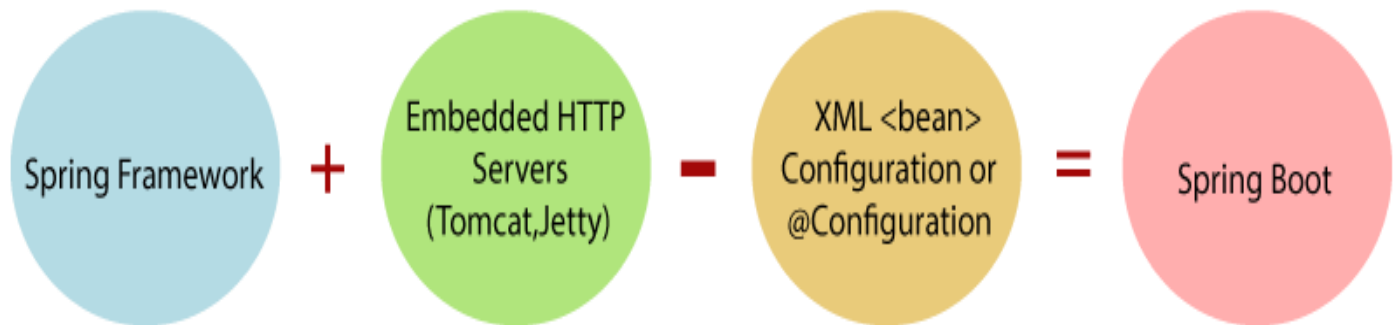 Spring Framework
+
Embedded HTTP
Servers
(Tomcat,Jetty)
-
XML <bean>
Configuration or
@Configuration
=
Spring Boot